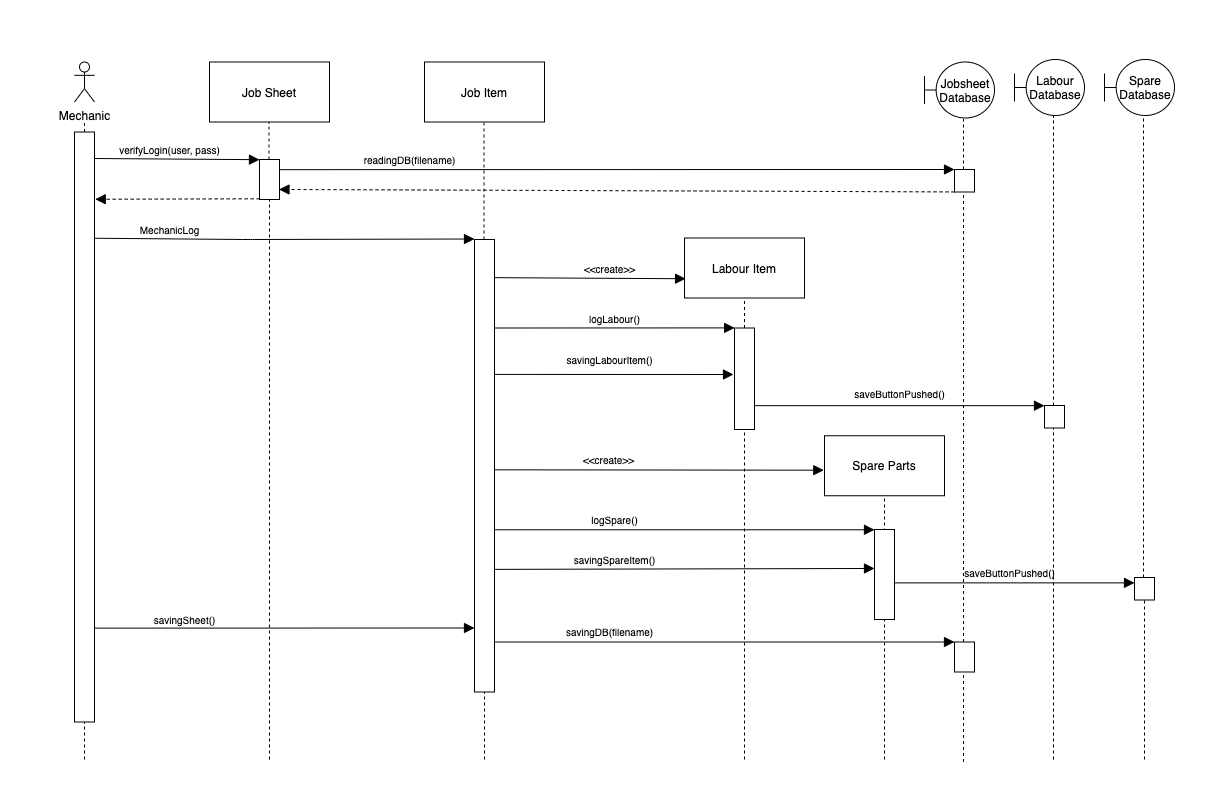 Mechanic
Job Sheet
Job Item
Jobsheet
Database
Labour
Database
Spare
Database
verifyLogin(user, pass)
readingDB(filename)
MechanicLog
<<create>>
Labour Item
logLabour()
savingLabourItem()
saveButtonPushed()
<<create>>
Spare Parts
logSpare()
savingSpareItem()
saveButtonPushed()
savingSheet()
savingDB(filename)